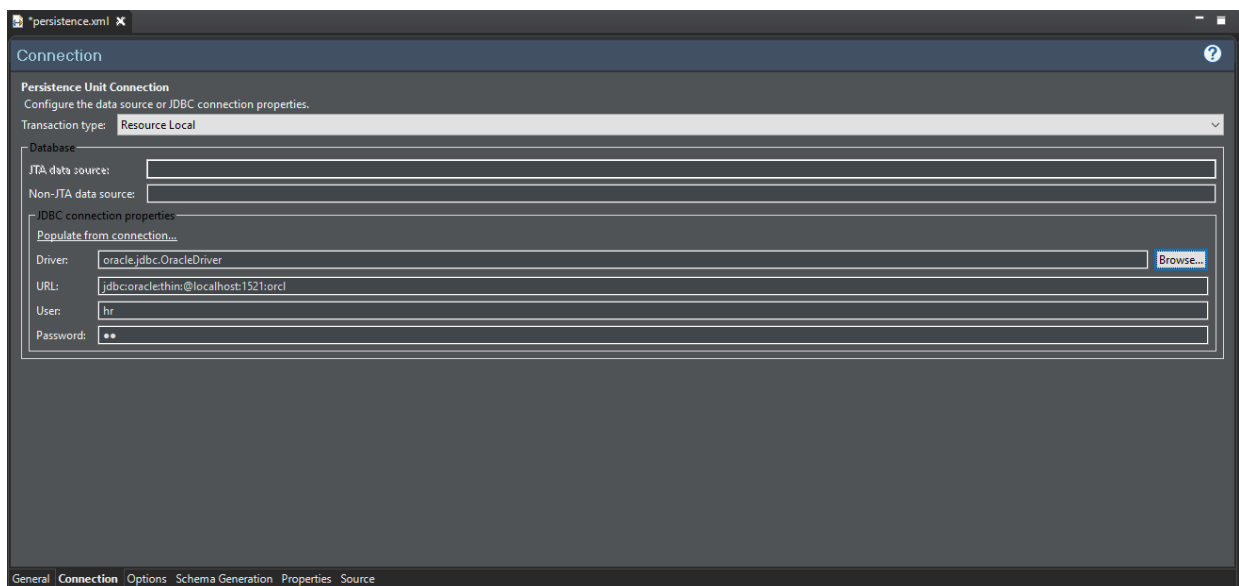 *persistence.xml
Connection
Persistence Unit Connection
Configure the data source or JDBC connection properties.
Transaction type: Resource Local
Database
JTA data source:
Non-JTA data source:
JDBC connection properties
Populate from connection...
Driver: oracle.jdbc.OracleDriver Browse...
URL: jdbc:oracle:thin:@localhost:1521:orcl
User: hr
Password: ●●
General Connection Options Schema Generation Properties Source